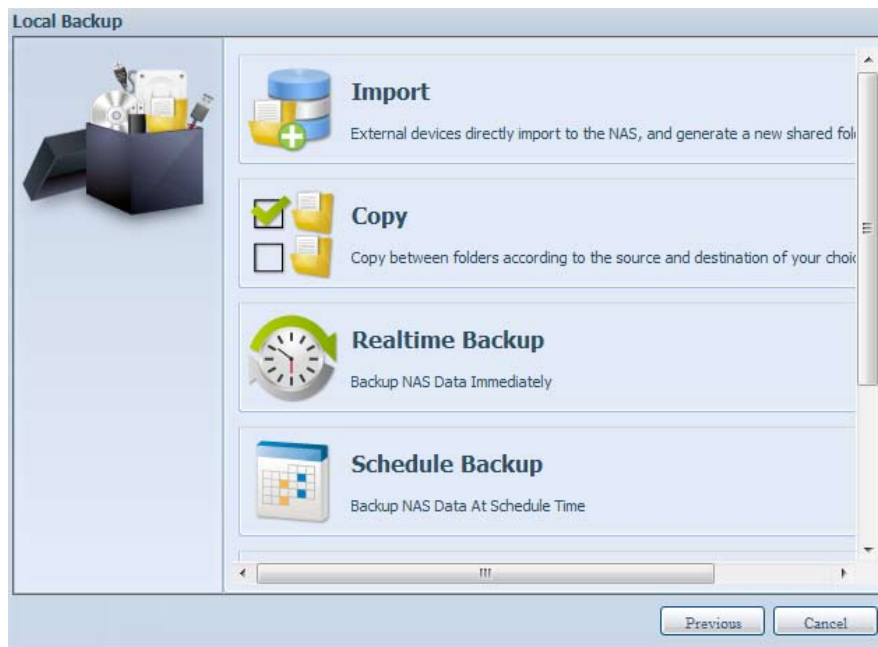 Local Backup
Import
External devices directly import to the NAS, and generate a new shared
Copy
Copy between folders according to the source and destination of your
Realtime Backup
Backup NAS Data Immediately
Schedule Backup
Backup NAS Data At Schedule Time
Previous
Cancel